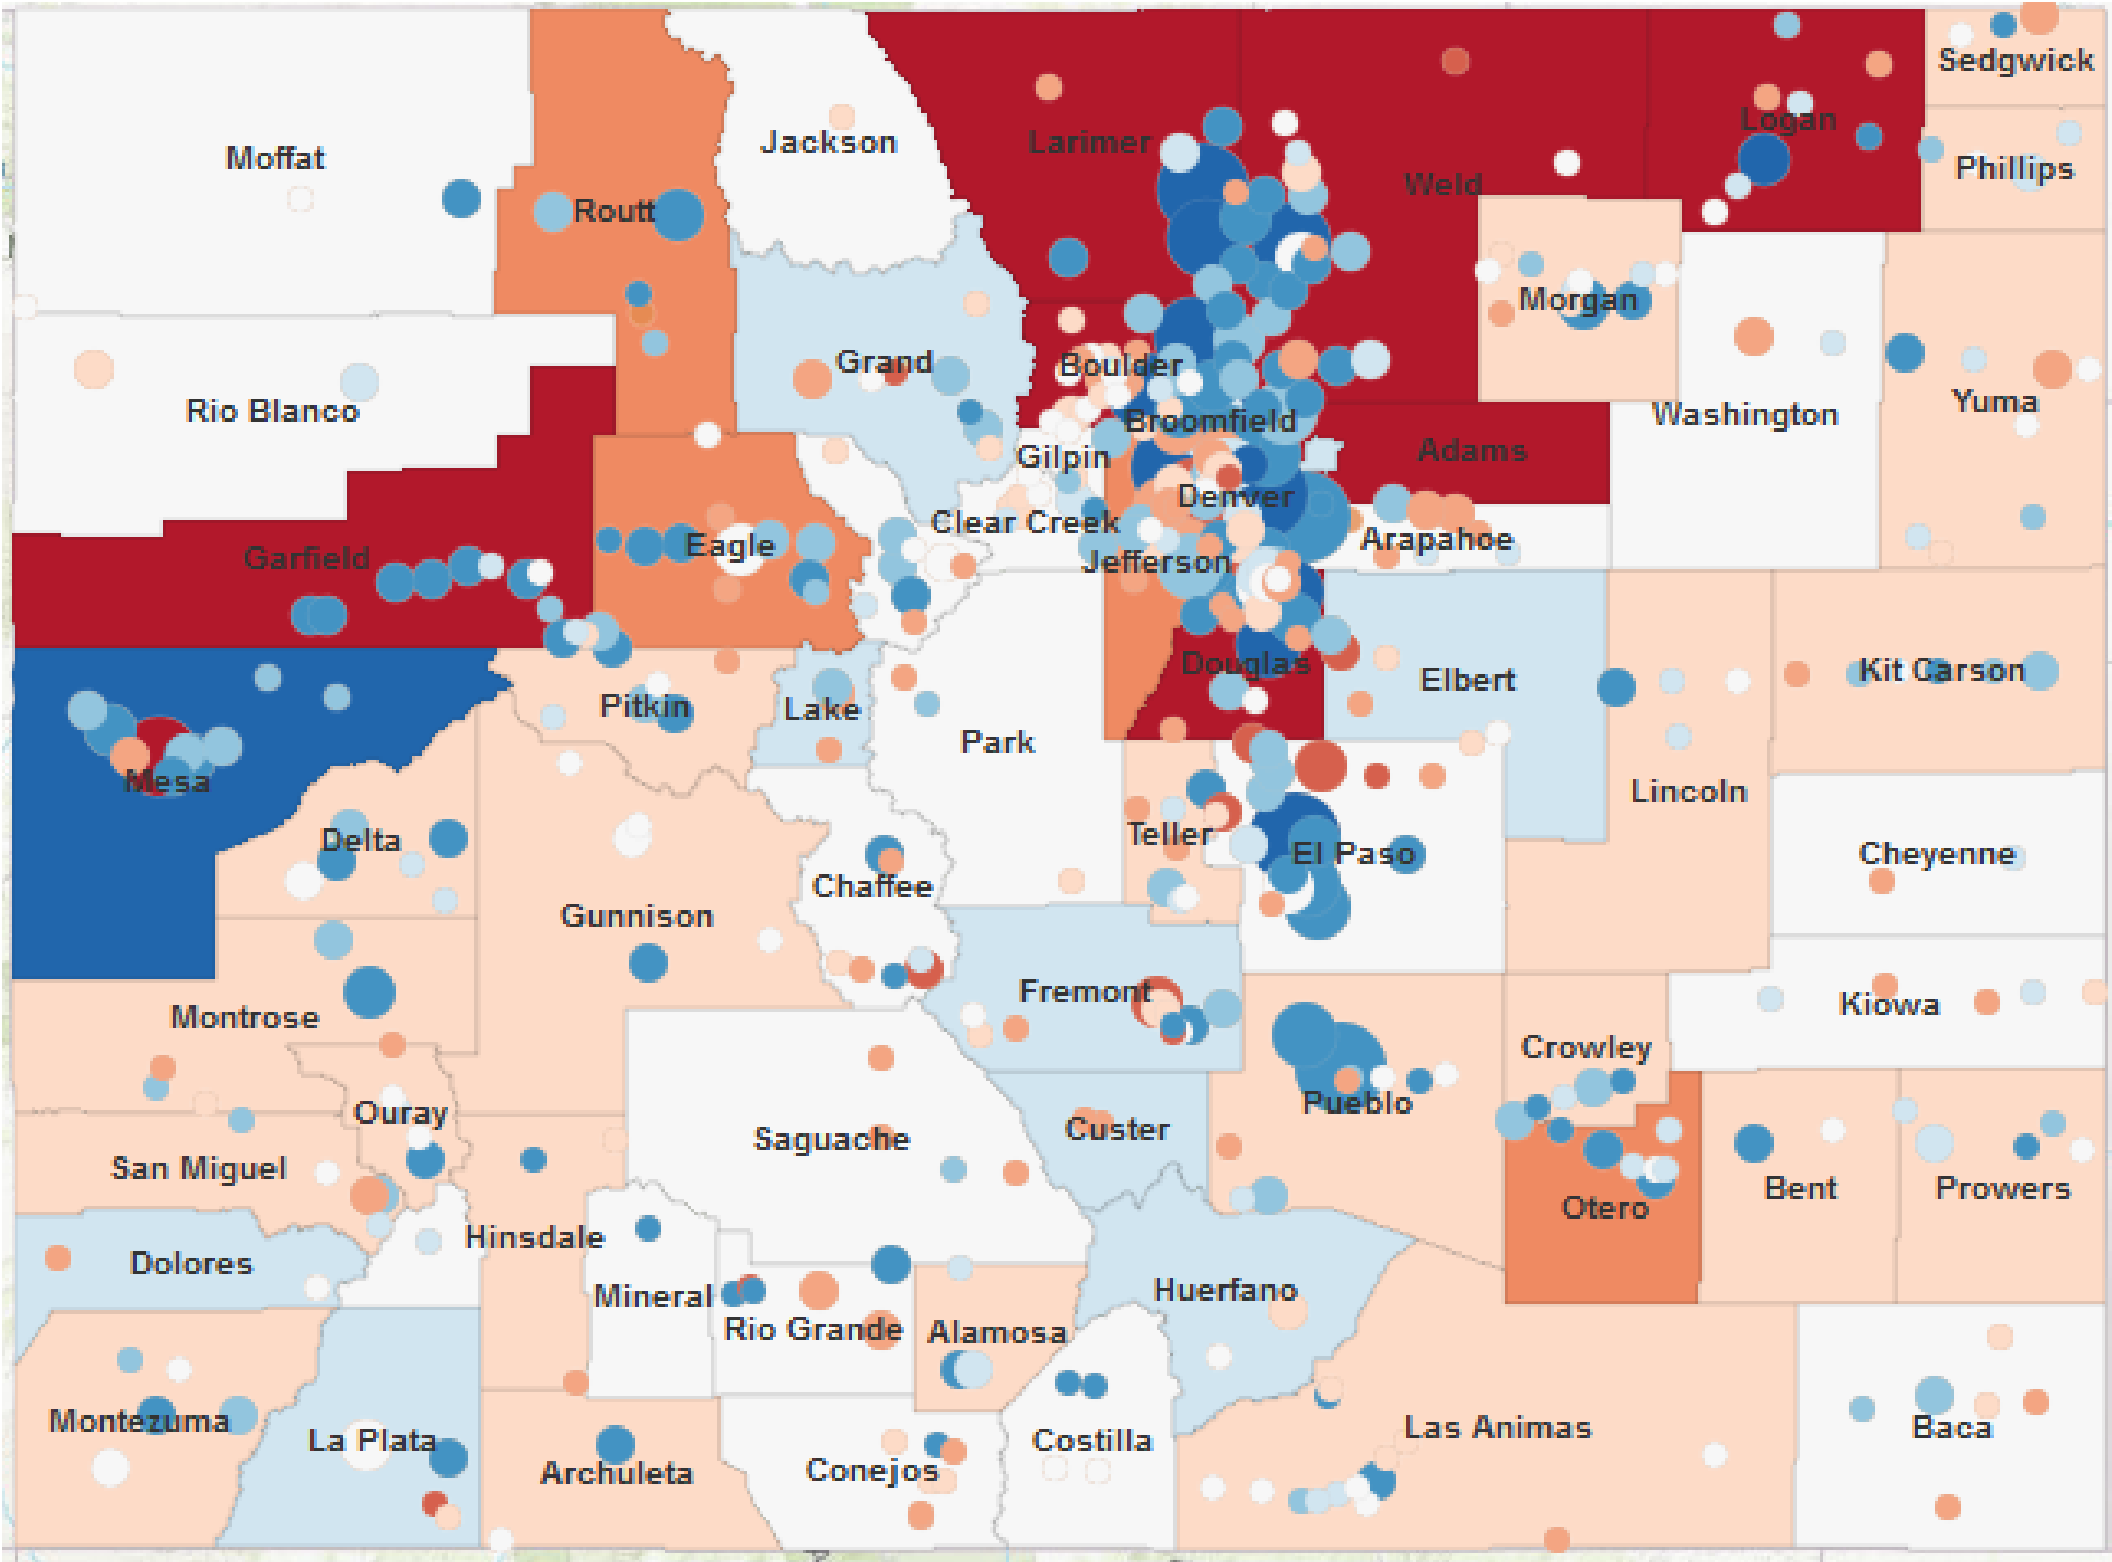 Sedgwick
Logan
Jackson
Larimer
Moffat
Phillips
Weld
Routt
Morgan
Grand
Boulder
Yuma
Rio Blanco
Washington
Broomfield
Adams
Gilpin
Denver
Clear Creek
Arapahoe
Eagle
Garfield
Jefferson
Douglas
Kit Carson
Elbert
Pitkin
Lake
Park
Mesa
Lincoln
Teller
Delta
El Paso
Cheyenne
Chaffee
Gunnison
Fremont
Kiowa
Montrose
Crowley
Pueblo
Ouray
Custer
Saguache
San Miguel
Bent
Prowers
Otero
Hinsdale
Dolores
Huerfano
Mineral
Rio Grande
Alamosa
Montezuma
Las Animas
Baca
La Plata
Costilla
Conejos
Archuleta